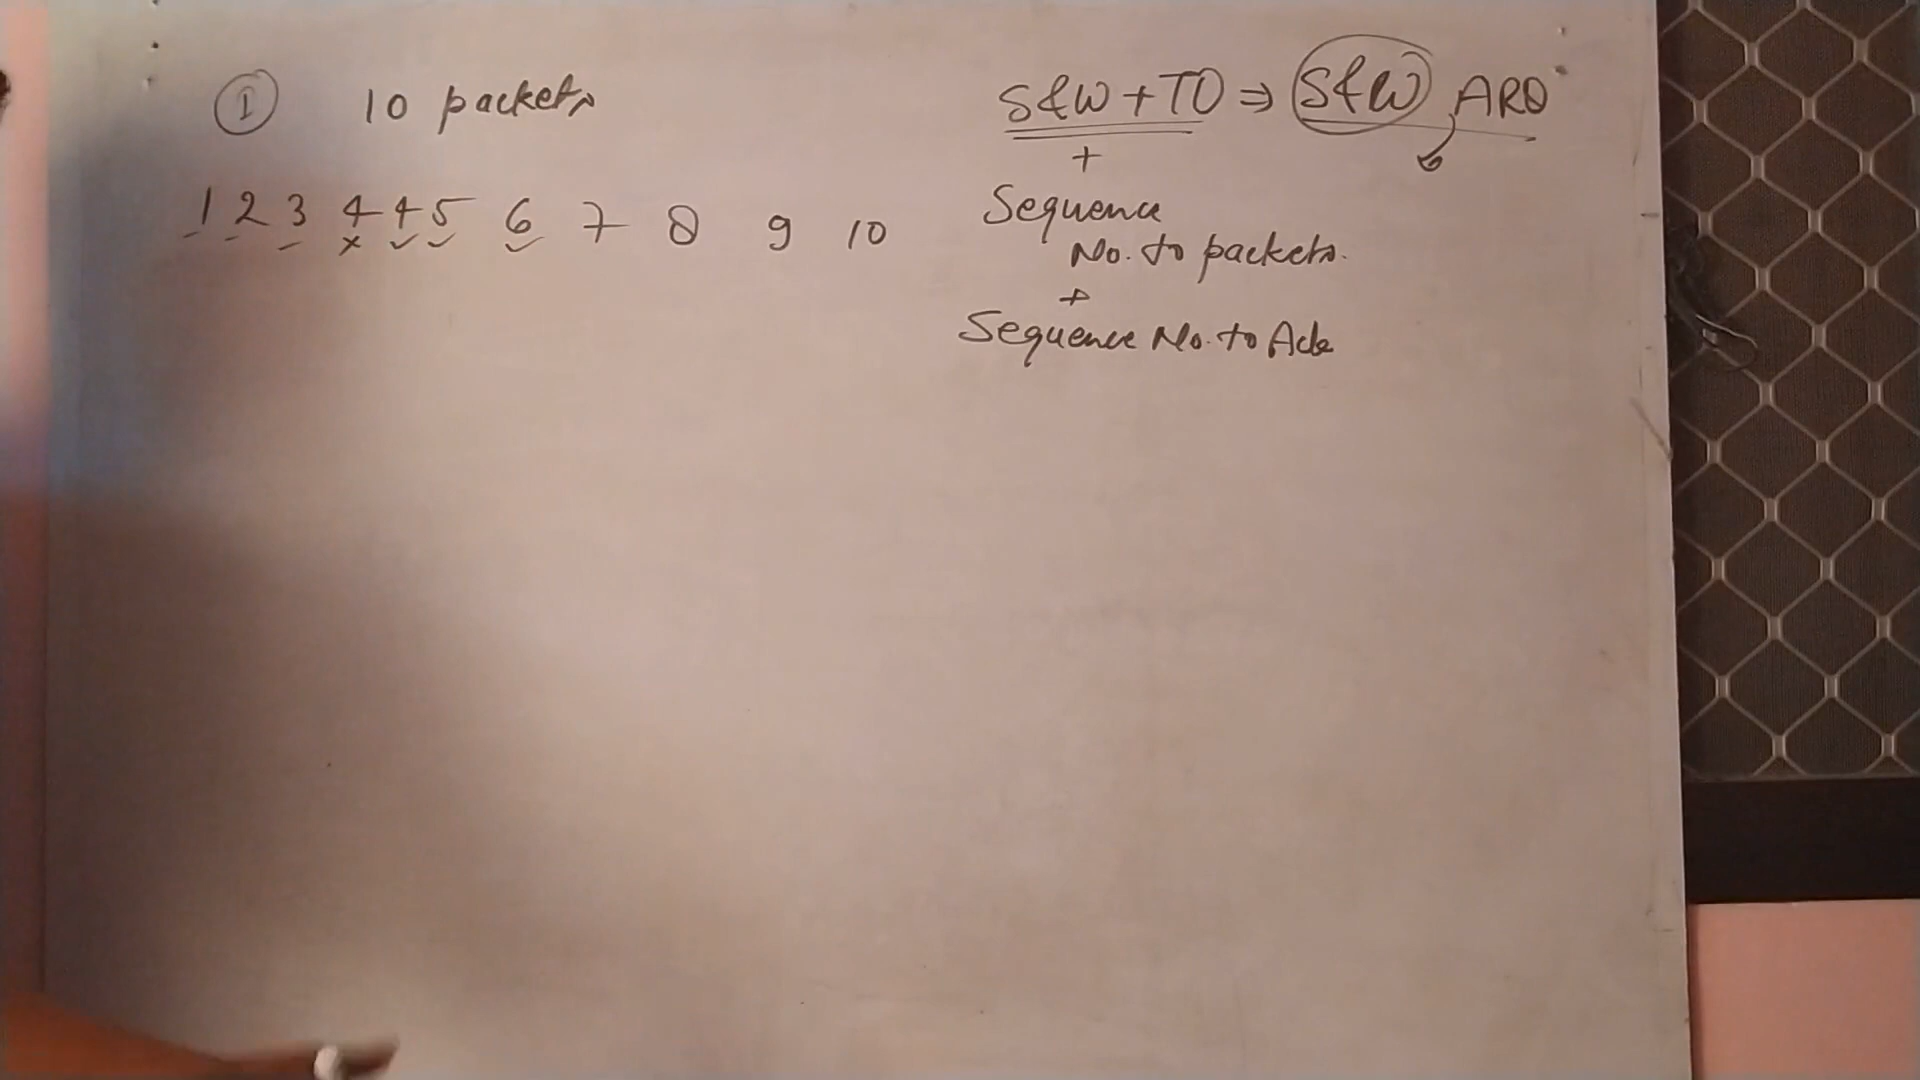 ① 10 packets
1 2 3 4 4 5 6 7 8 9 10
S&W + TO ⇒ S&W ARQ
+
Sequence
No. to packets.
+
Sequence No. to Ack